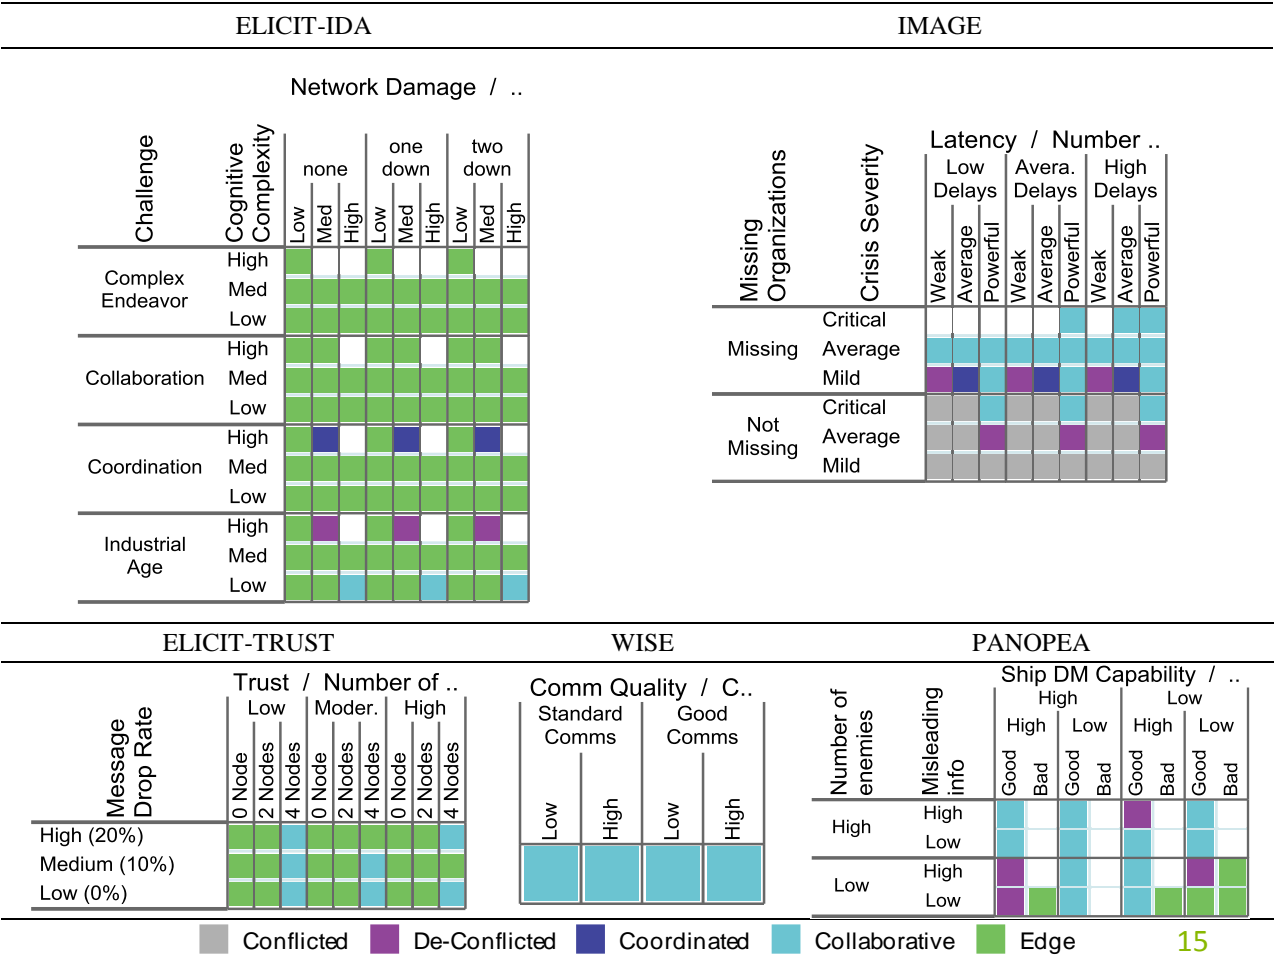 ELICIT-IDA
IMAGE
Network Damage / ..
Challenge
Cognitive
Complexity
none
one
down
two
down
Low
Med
High
Low
Med
High
Low
Med
High
Complex
Endeavor
High
Med
Low
Collaboration
High
Med
Low
Coordination
High
Med
Low
Industrial
Age
High
Med
Low
Latency / Number ..
Missing
Organizations
Crisis Severity
Low
Delays
Avera.
Delays
High
Delays
Weak
Average
Powerful
Weak
Average
Powerful
Weak
Average
Powerful
Missing
Critical
Average
Mild
Not
Missing
Critical
Average
Mild
ELICIT-TRUST
WISE
PANOPEA
Trust / Number of ..
Message
Drop Rate
Low
Moder.
High
0 Node
2 Nodes
4 Nodes
0 Node
2 Nodes
4 Nodes
0 Node
2 Nodes
4 Nodes
High (20%)
Medium (10%)
Low (0%)
Comm Quality / C..
Standard
Comms
Good
Comms
Low
High
Low
High
Ship DM Capability / ..
Number of
enemies
Misleading
info
High
Low
High
Low
High
Low
Good
Bad
Good
Bad
Good
Bad
Good
Bad
High
High
Low
Low
High
Low
Conflicted
De-Conflicted
Coordinated
Collaborative
Edge
15